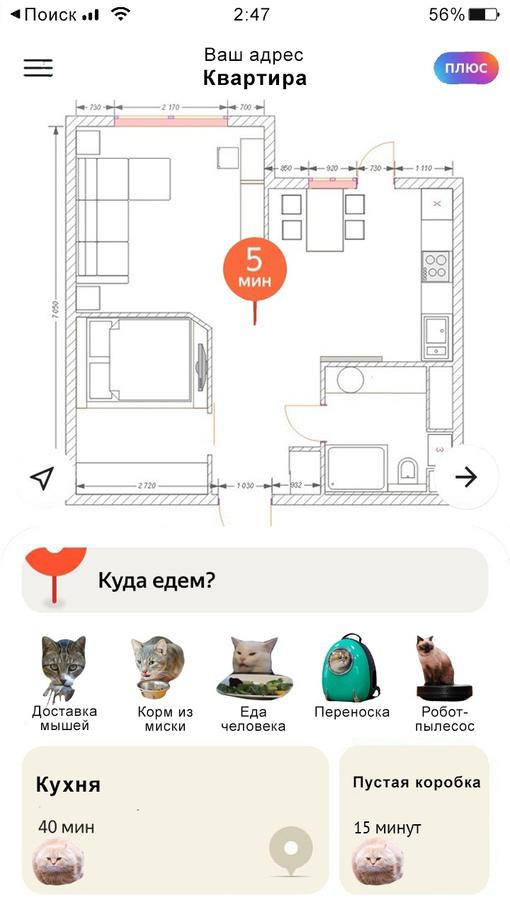 Поиск 2:47 56%
Ваш адрес
Квартира
плюс
730 2 170 700
850 920 730 1 110
5
мин
7 050
2 720 1 030 932
Куда едем?
Доставка
мышей
Корм из
миски
Еда
человека
Переноска
Робот-
пылесос
Кухня
40 мин
Пустая коробка
15 минут